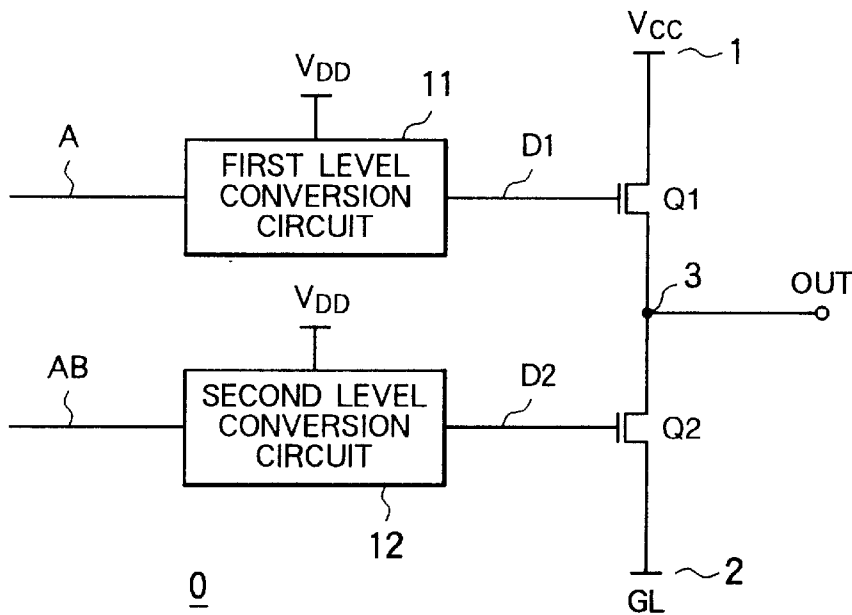 VCC
1
VDD
11
A
FIRST LEVEL
CONVERSION
CIRCUIT
D1
Q1
3
OUT
VDD
AB
SECOND LEVEL
CONVERSION
CIRCUIT
D2
Q2
12
0
2
GL